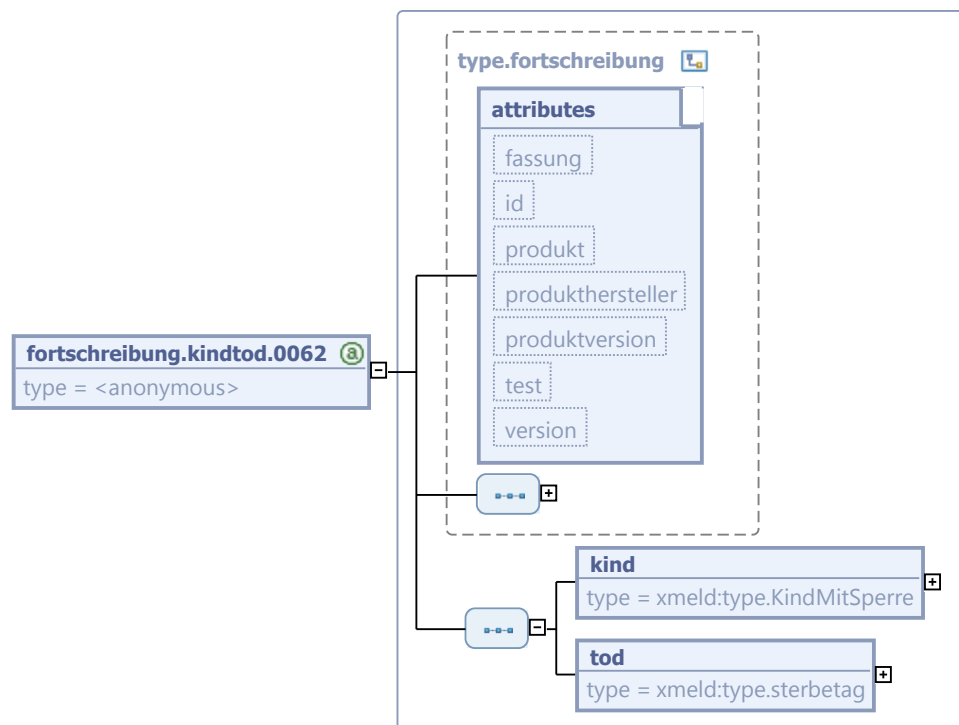 type.fortschreibung
attributes
fassung
id
produkt
produkthersteller
produktversion
test
version
fortschreibung.kindtod.0062
type = <anonymous>
kind
type = xmeld:type.KindMitSperre
tod
type = xmeld:type.sterbetag